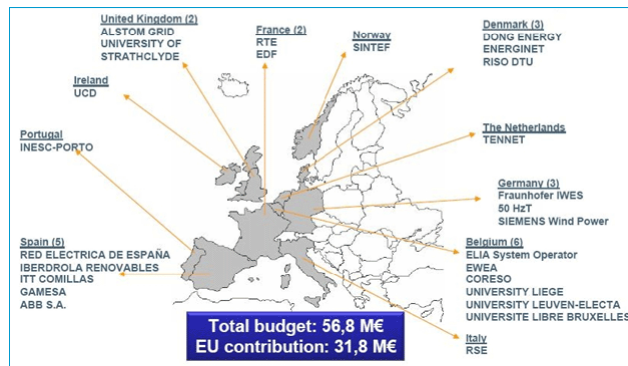 United Kingdom (2)
ALSTOM GRID
UNIVERSITY OF
STRATHCLYDE
France (2)
RTE
EDF
Norway
SINTEF
Denmark (3)
DONG ENERGY
ENERGINET
RISO DTU
Ireland
UCD
Portugal
INESC-PORTO
The Netherlands
TENNET
Germany (3)
Fraunhofer IWES
50 HzT
SIEMENS Wind Power
Spain (5)
RED ELECTRICA DE ESPAÑA
IBERDROLA RENOVABLES
ITT COMILLAS
GAMESA
ABB S.A.
Belgium (6)
ELIA System Operator
EWEA
CORESO
UNIVERSITY LIEGE
UNIVERSITY LEUVEN-ELECTA
UNIVERSITE LIBRE BRUXELLES
Italy
RSE
Total budget: 56,8 M€
EU contribution: 31,8 M€